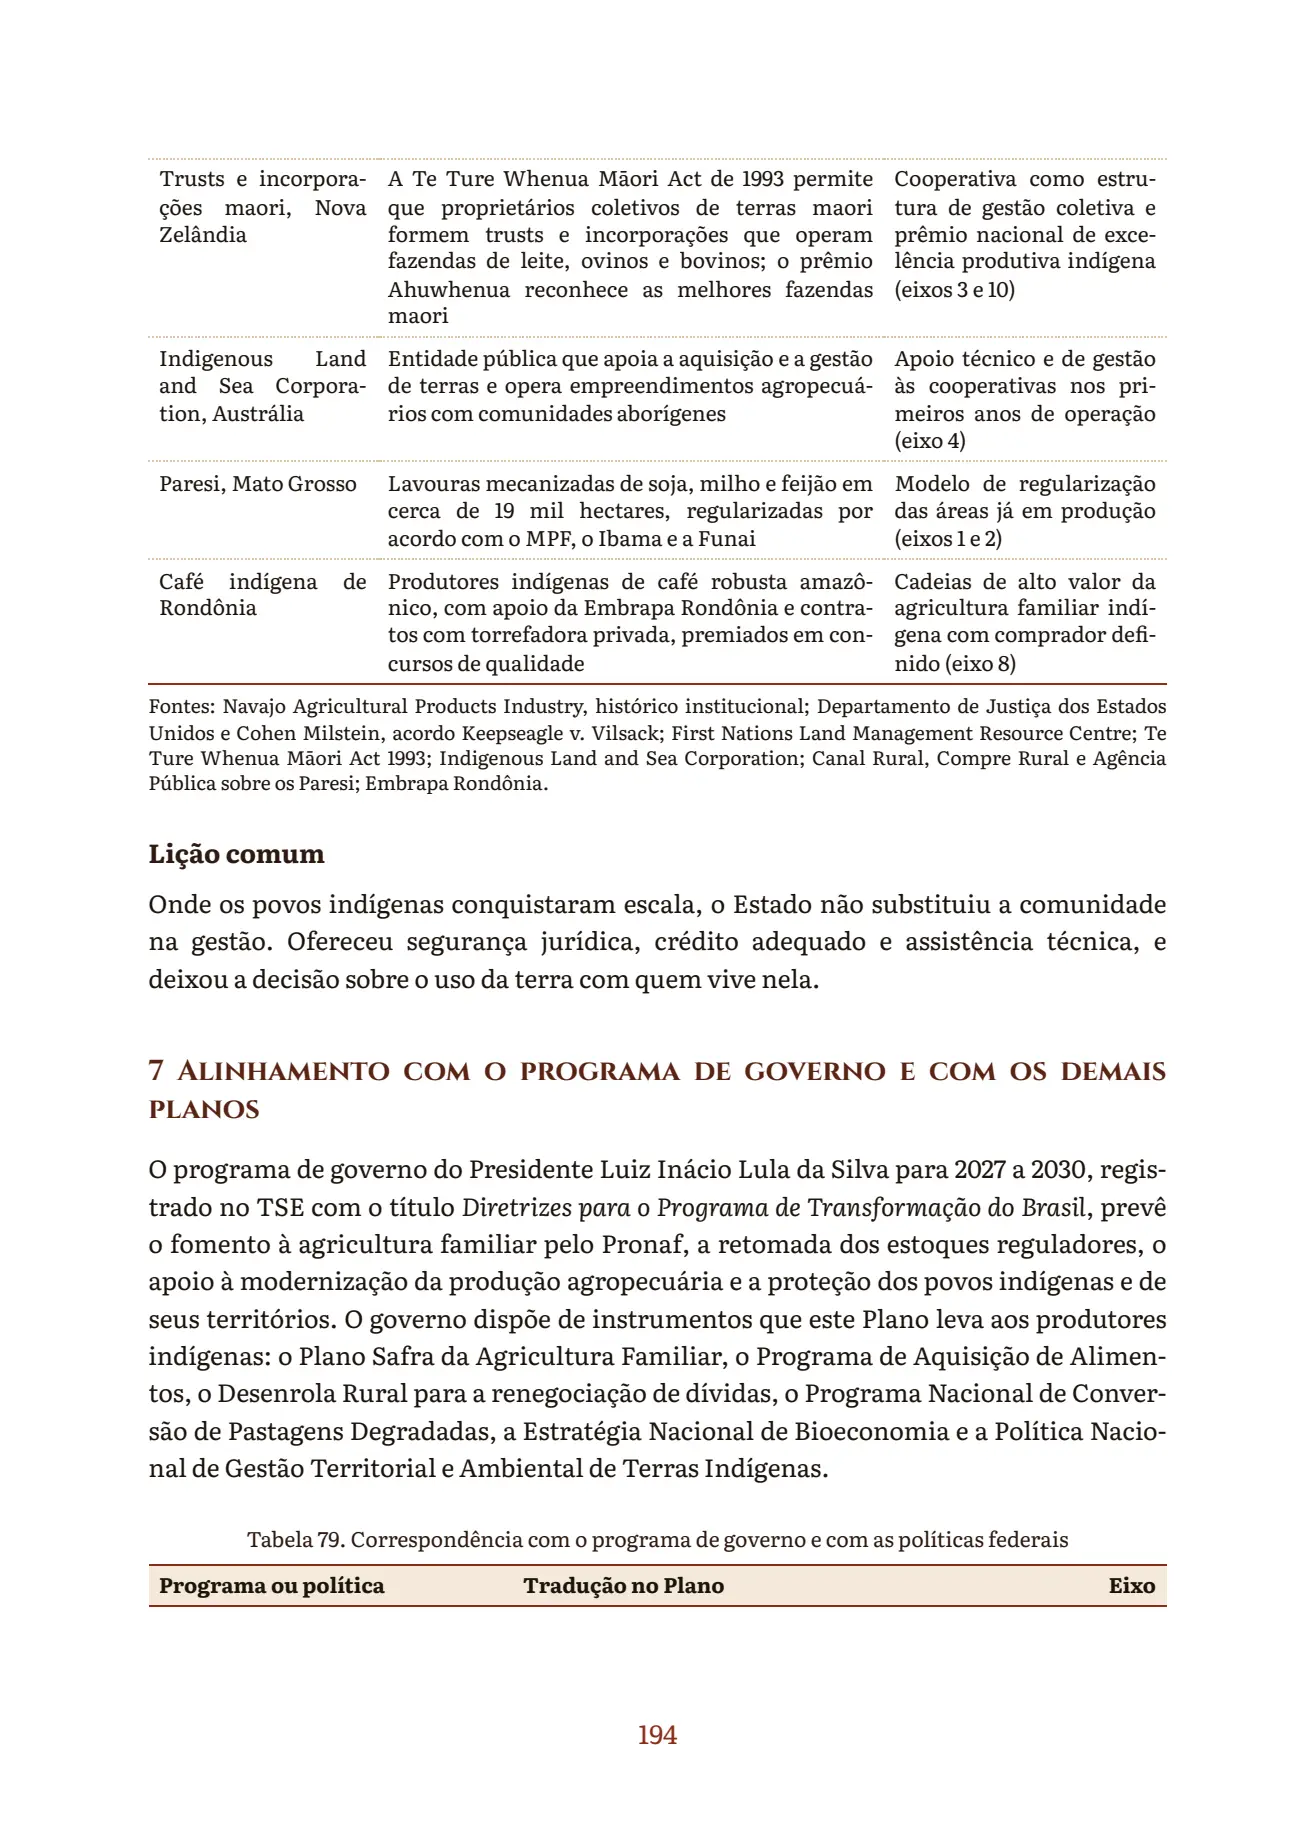 Trusts e incorpora-
ções maori, Nova
Zelândia
A Te Ture Whenua Māori Act de 1993 permite
que proprietários coletivos de terras maori
formem trusts e incorporações que operam
fazendas de leite, ovinos e bovinos; o prêmio
Ahuwhenua reconhece as melhores fazendas
maori
Cooperativa como estru-
tura de gestão coletiva e
prêmio nacional de exce-
lência produtiva indígena
(eixos 3 e 10)
Indigenous Land
and Sea Corpora-
tion, Austrália
Entidade pública que apoia a aquisição e a gestão
de terras e opera empreendimentos agropecuá-
rios com comunidades aborígenes
Apoio técnico e de gestão
às cooperativas nos pri-
meiros anos de operação
(eixo 4)
Paresi, Mato Grosso
Lavouras mecanizadas de soja, milho e feijão em
cerca de 19 mil hectares, regularizadas por
acordo com o MPF, o Ibama e a Funai
Modelo de regularização
das áreas já em produção
(eixos 1 e 2)
Café indígena de
Rondônia
Produtores indígenas de café robusta amazô-
nico, com apoio da Embrapa Rondônia e contra-
tos com torrefadora privada, premiados em con-
cursos de qualidade
Cadeias de alto valor da
agricultura familiar indí-
gena com comprador defi-
nido (eixo 8)
Fontes: Navajo Agricultural Products Industry, histórico institucional; Departamento de Justiça dos Estados
Unidos e Cohen Milstein, acordo Keepseagle v. Vilsack; First Nations Land Management Resource Centre; Te
Ture Whenua Māori Act 1993; Indigenous Land and Sea Corporation; Canal Rural, Compre Rural e Agência
Pública sobre os Paresi; Embrapa Rondônia.
Lição comum
Onde os povos indígenas conquistaram escala, o Estado não substituiu a comunidade
na gestão. Ofereceu segurança jurídica, crédito adequado e assistência técnica, e
deixou a decisão sobre o uso da terra com quem vive nela.
7 Alinhamento com o programa de governo e com os demais
planos
O programa de governo do Presidente Luiz Inácio Lula da Silva para 2027 a 2030, regis-
trado no TSE com o título Diretrizes para o Programa de Transformação do Brasil, prevê
o fomento à agricultura familiar pelo Pronaf, a retomada dos estoques reguladores, o
apoio à modernização da produção agropecuária e a proteção dos povos indígenas e de
seus territórios. O governo dispõe de instrumentos que este Plano leva aos produtores
indígenas: o Plano Safra da Agricultura Familiar, o Programa de Aquisição de Alimen-
tos, o Desenrola Rural para a renegociação de dívidas, o Programa Nacional de Conver-
são de Pastagens Degradadas, a Estratégia Nacional de Bioeconomia e a Política Nacio-
nal de Gestão Territorial e Ambiental de Terras Indígenas.
Tabela 79. Correspondência com o programa de governo e com as políticas federais
Programa ou política Tradução no Plano Eixo
194